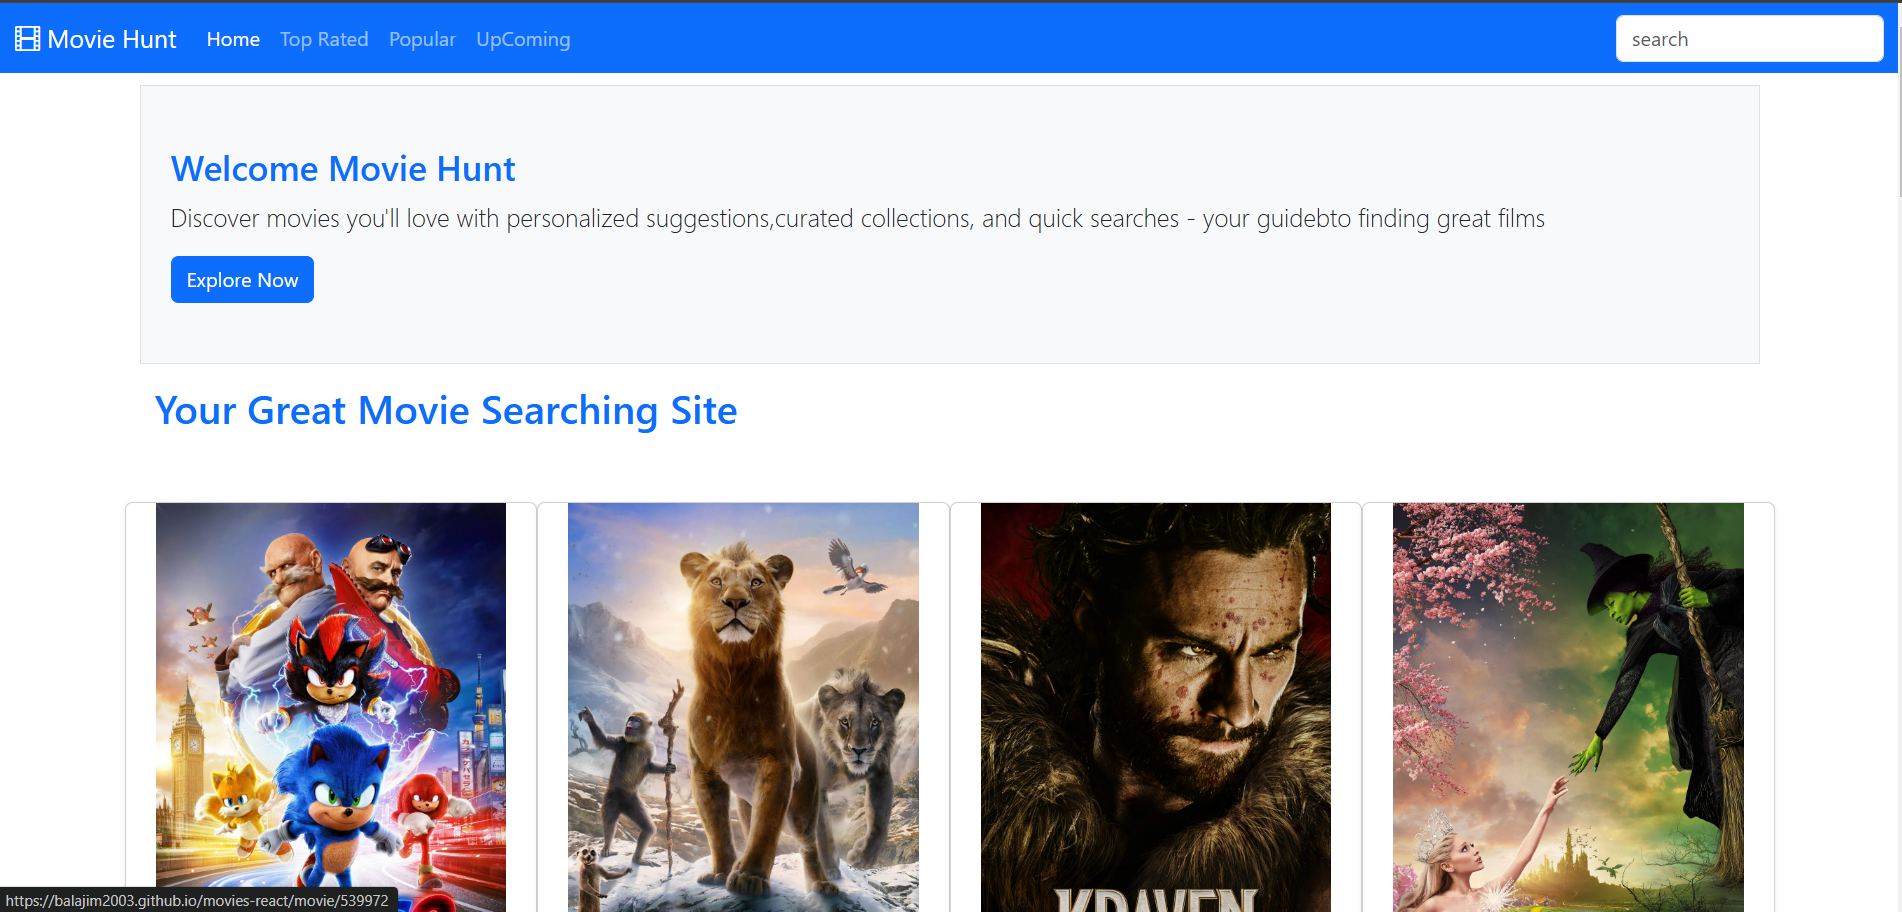 Movie Hunt Home Top Rated Popular UpComing search
Welcome Movie Hunt
Discover movies you'll love with personalized suggestions,curated collections, and quick searches - your guidebto finding great films
Explore Now
Your Great Movie Searching Site
KRAVEN
https://balajim2003.github.io/movies-react/movie/539972